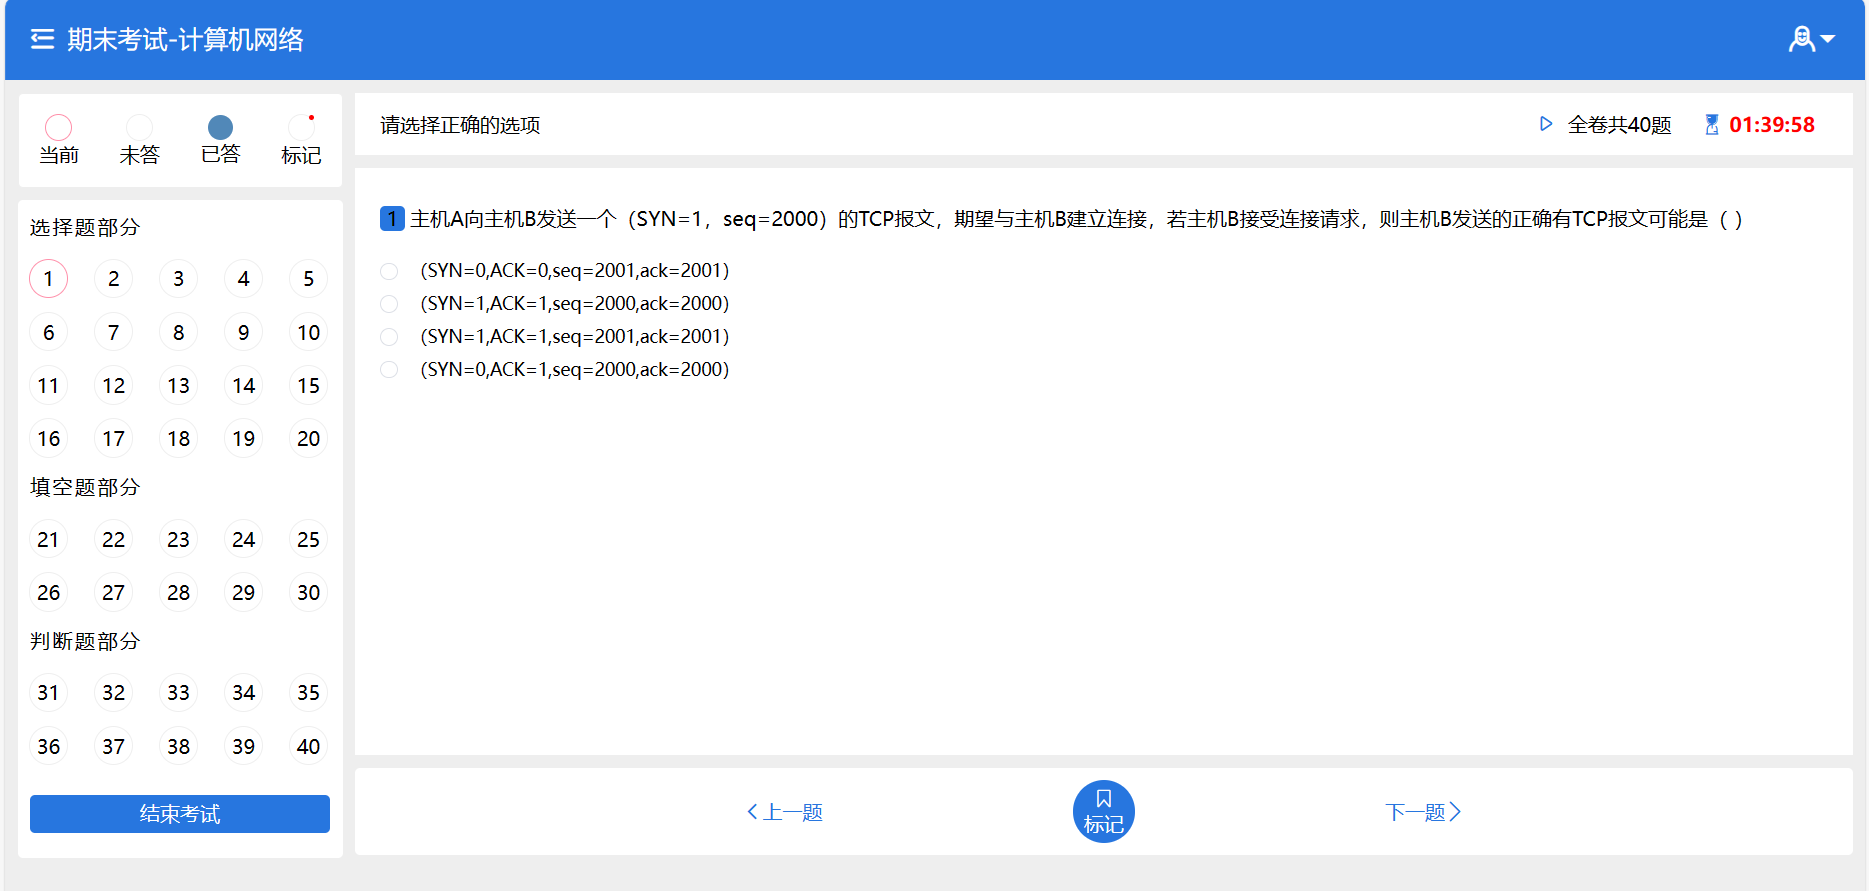 期末考试-计算机网络
当前 未答 已答 标记
选择题部分
1 2 3 4 5
6 7 8 9 10
11 12 13 14 15
16 17 18 19 20
填空题部分
21 22 23 24 25
26 27 28 29 30
判断题部分
31 32 33 34 35
36 37 38 39 40
结束考试
请选择正确的选项
全卷共40题 01:39:58
1 主机A向主机B发送一个（SYN=1，seq=2000）的TCP报文，期望与主机B建立连接，若主机B接受连接请求，则主机B发送的正确有TCP报文可能是（ ）
（SYN=0,ACK=0,seq=2001,ack=2001）
（SYN=1,ACK=1,seq=2000,ack=2000）
（SYN=1,ACK=1,seq=2001,ack=2001）
（SYN=0,ACK=1,seq=2000,ack=2000）
上一题
标记
下一题